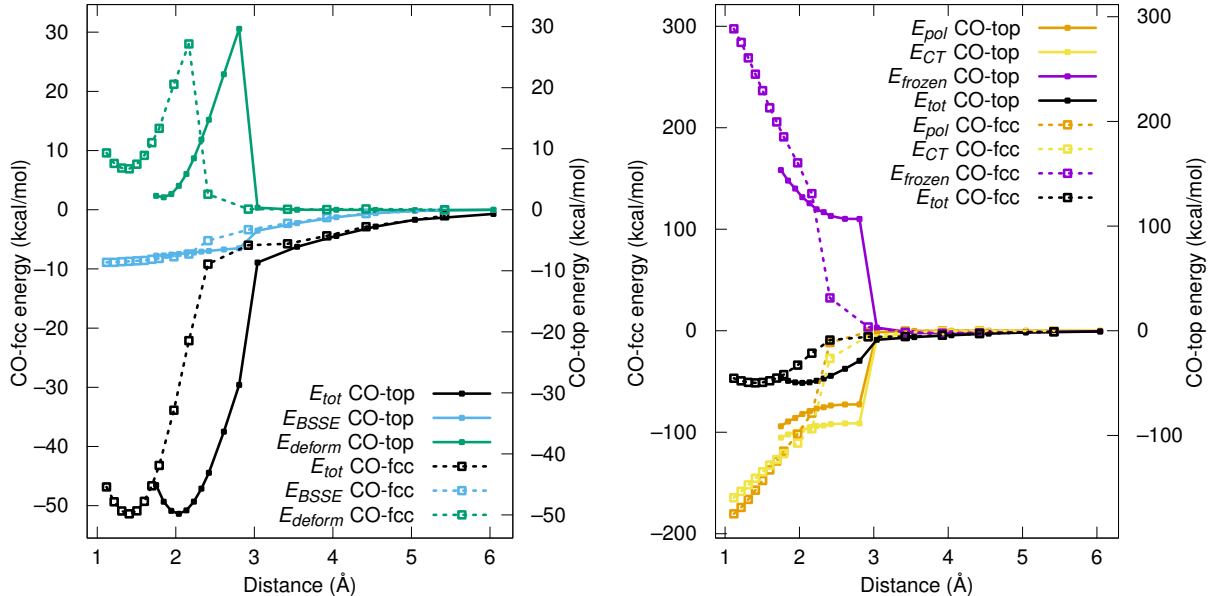 30
20
10
0
−10
−20
−30
−40
−50
CO-fcc energy (kcal/mol)
1 2 3 4 5 6
Distance (Å)
30
20
10
0
−10
−20
−30
−40
−50
CO-top energy (kcal/mol)
E_tot CO-top
E_BSSE CO-top
E_deform CO-top
E_tot CO-fcc
E_BSSE CO-fcc
E_deform CO-fcc
300
200
100
0
−100
−200
CO-fcc energy (kcal/mol)
1 2 3 4 5 6
Distance (Å)
300
200
100
0
−100
CO-top energy (kcal/mol)
E_pol CO-top
E_CT CO-top
E_frozen CO-top
E_tot CO-top
E_pol CO-fcc
E_CT CO-fcc
E_frozen CO-fcc
E_tot CO-fcc